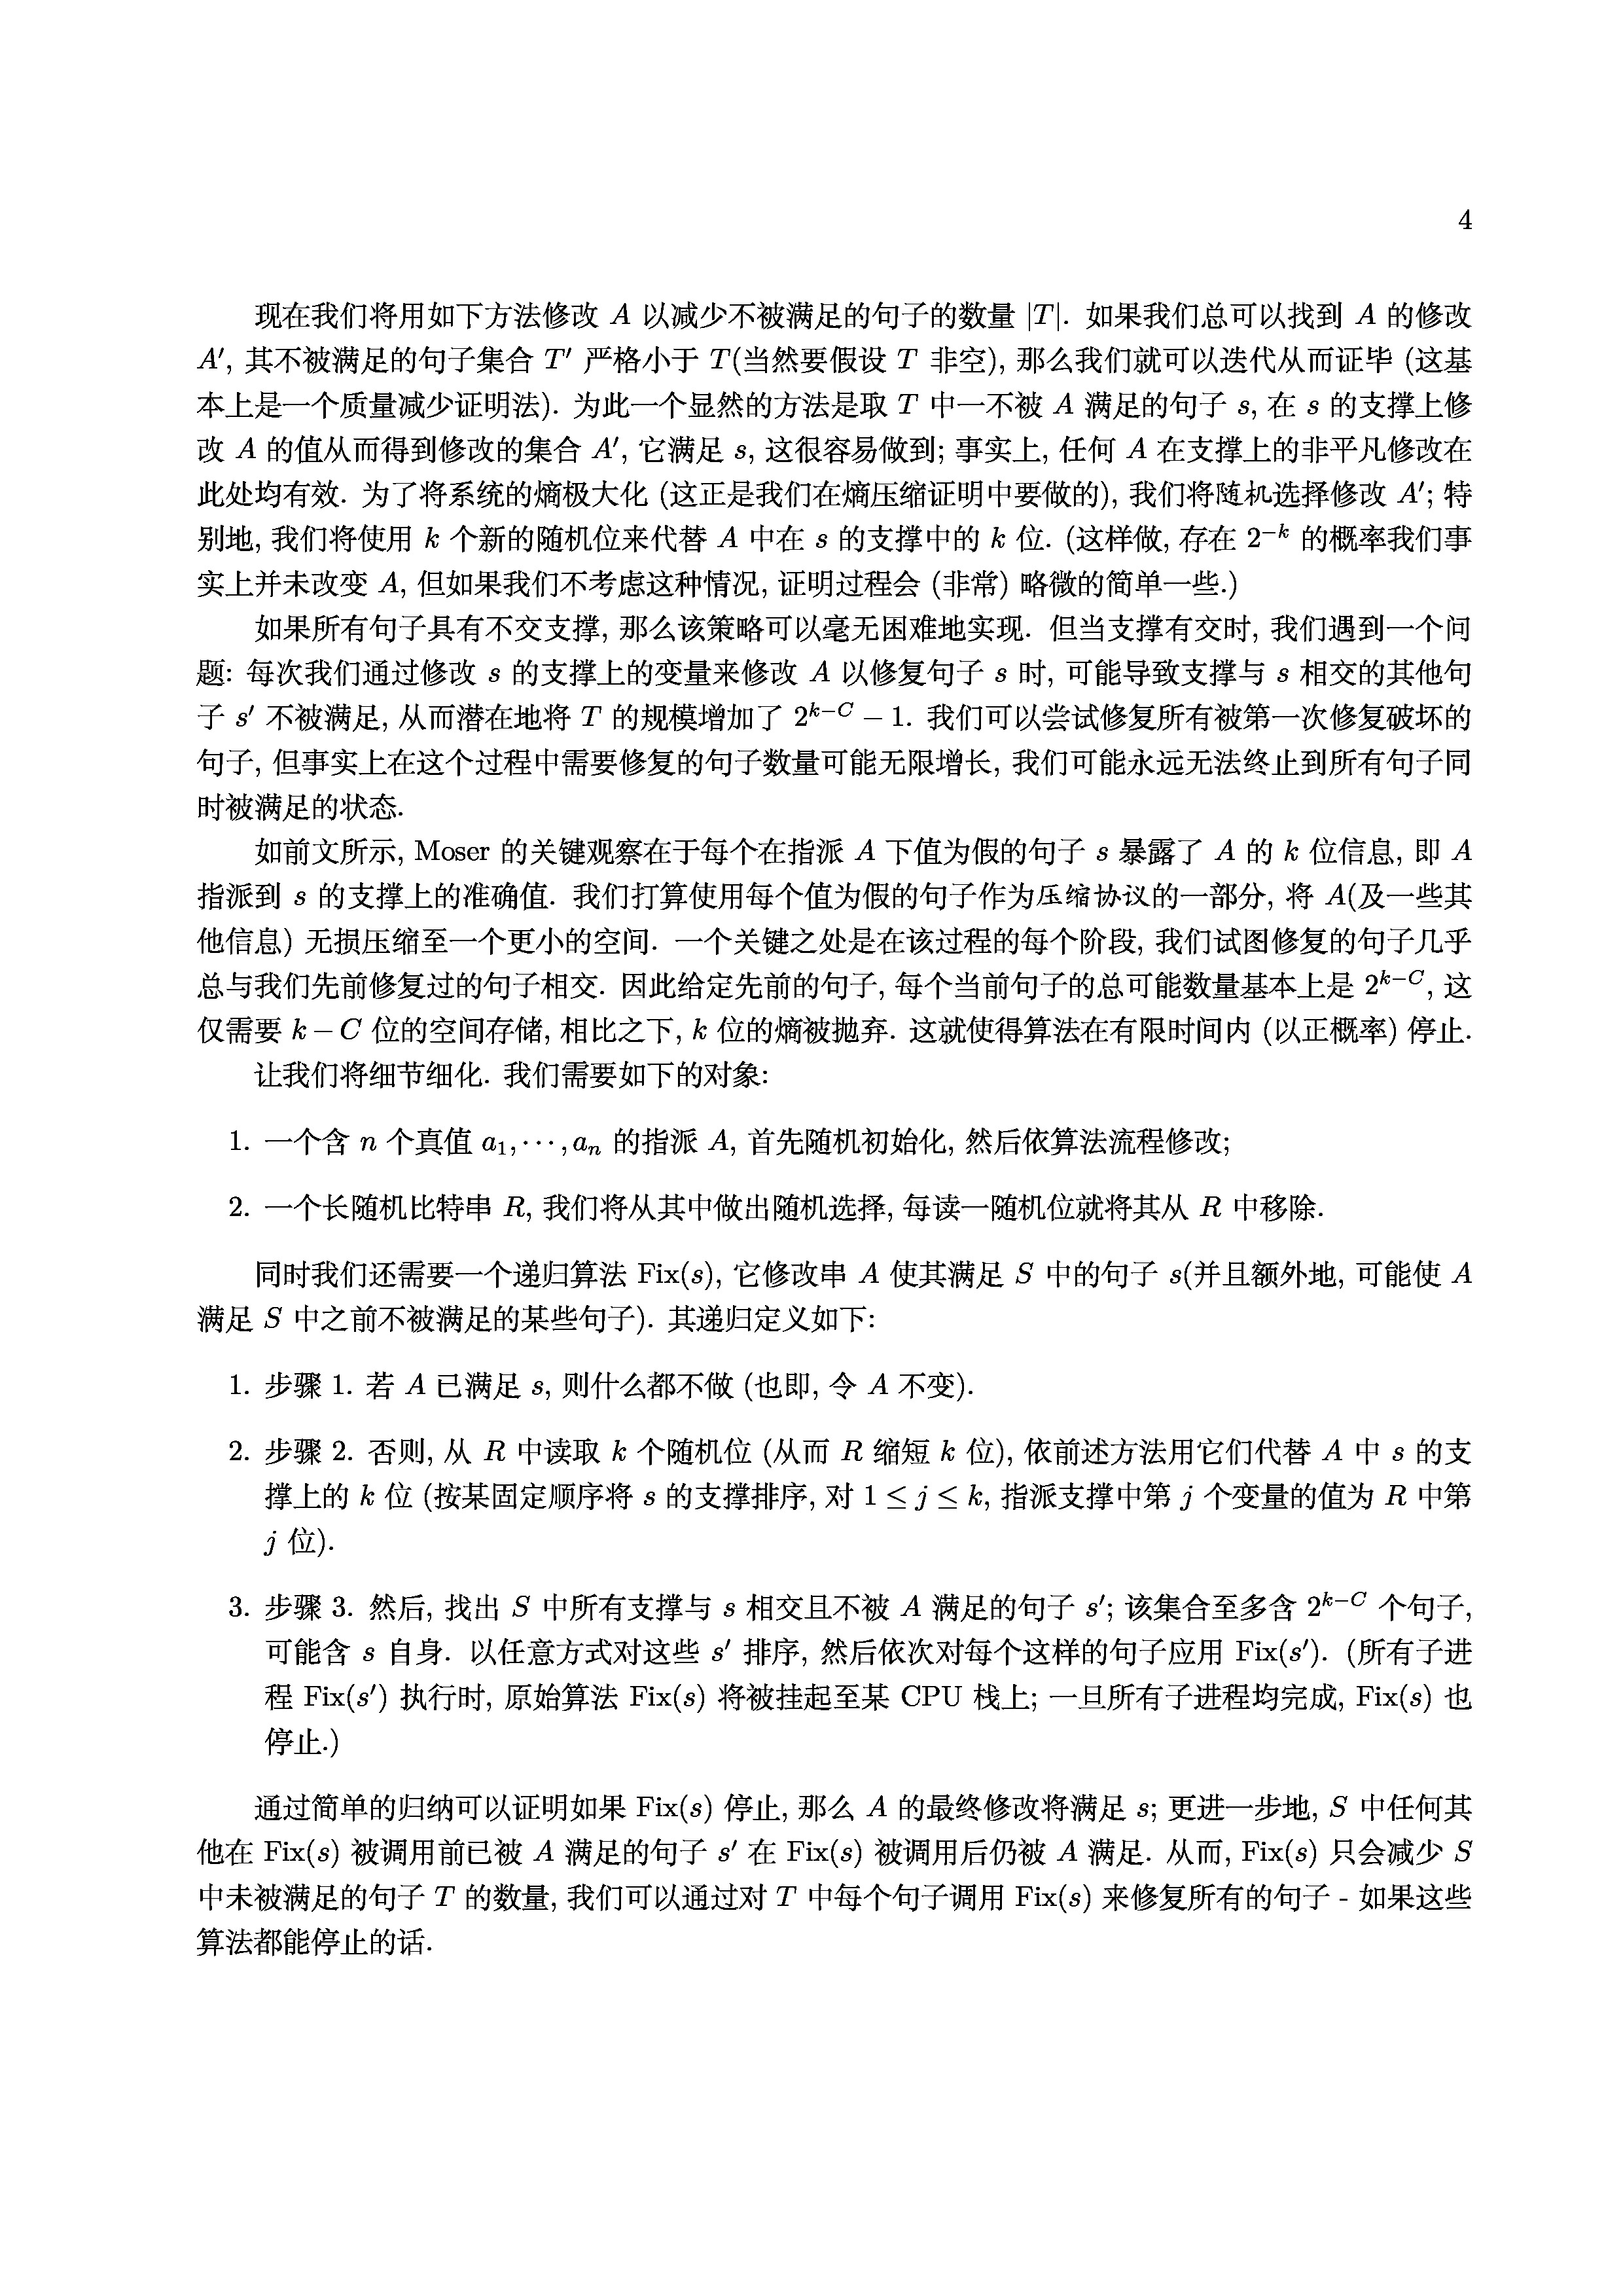 4
现在我们将用如下方法修改 A 以减少不被满足的句子的数量 |T|. 如果我们总可以找到 A 的修改
A′, 其不被满足的句子集合 T′ 严格小于 T(当然要假设 T 非空), 那么我们就可以迭代从而证毕 (这基
本上是一个质量减少证明法). 为此一个显然的方法是取 T 中一不被 A 满足的句子 s, 在 s 的支撑上修
改 A 的值从而得到修改的集合 A′, 它满足 s, 这很容易做到; 事实上, 任何 A 在支撑上的非平凡修改在
此处均有效. 为了将系统的熵极大化 (这正是我们在熵压缩证明中要做的), 我们将随机选择修改 A′; 特
别地, 我们将使用 k 个新的随机位来代替 A 中在 s 的支撑中的 k 位. (这样做, 存在 2^{-k} 的概率我们事
实上并未改变 A, 但如果我们不考虑这种情况, 证明过程会 (非常) 略微的简单一些.)
如果所有句子具有不交支撑, 那么该策略可以毫无困难地实现. 但当支撑有交时, 我们遇到一个问
题: 每次我们通过修改 s 的支撑上的变量来修改 A 以修复句子 s 时, 可能导致支撑与 s 相交的其他句
子 s′ 不被满足, 从而潜在地将 T 的规模增加了 2^{k−C} − 1. 我们可以尝试修复所有被第一次修复破坏的
句子, 但事实上在这个过程中需要修复的句子数量可能无限增长, 我们可能永远无法终止到所有句子同
时被满足的状态.
如前文所示, Moser 的关键观察在于每个在指派 A 下值为假的句子 s 暴露了 A 的 k 位信息, 即 A
指派到 s 的支撑上的准确值. 我们打算使用每个值为假的句子作为压缩协议的一部分, 将 A(及一些其
他信息) 无损压缩至一个更小的空间. 一个关键之处是在该过程的每个阶段, 我们试图修复的句子几乎
总与我们先前修复过的句子相交. 因此给定先前的句子, 每个当前句子的总可能数量基本上是 2^{k−C}, 这
仅需要 k − C 位的空间存储, 相比之下, k 位的熵被抛弃. 这就使得算法在有限时间内 (以正概率) 停止.
让我们将细节细化. 我们需要如下的对象:
1. 一个含 n 个真值 a₁, ⋯ , aₙ 的指派 A, 首先随机初始化, 然后依算法流程修改;
2. 一个长随机比特串 R, 我们将从其中做出随机选择, 每读一随机位就将其从 R 中移除.
同时我们还需要一个递归算法 Fix(s), 它修改串 A 使其满足 S 中的句子 s(并且额外地, 可能使 A
满足 S 中之前不被满足的某些句子). 其递归定义如下:
1. 步骤 1. 若 A 已满足 s, 则什么都不做 (也即, 令 A 不变).
2. 步骤 2. 否则, 从 R 中读取 k 个随机位 (从而 R 缩短 k 位), 依前述方法用它们代替 A 中 s 的支
撑上的 k 位 (按某固定顺序将 s 的支撑排序, 对 1 ≤ j ≤ k, 指派支撑中第 j 个变量的值为 R 中第
j 位).
3. 步骤 3. 然后, 找出 S 中所有支撑与 s 相交且不被 A 满足的句子 s′; 该集合至多含 2^{k−C} 个句子,
可能含 s 自身. 以任意方式对这些 s′ 排序, 然后依次对每个这样的句子应用 Fix(s′). (所有子进
程 Fix(s′) 执行时, 原始算法 Fix(s) 将被挂起至某 CPU 栈上; 一旦所有子进程均完成, Fix(s) 也
停止.)
通过简单的归纳可以证明如果 Fix(s) 停止, 那么 A 的最终修改将满足 s; 更进一步地, S 中任何其
他在 Fix(s) 被调用前已被 A 满足的句子 s′ 在 Fix(s) 被调用后仍被 A 满足. 从而, Fix(s) 只会减少 S
中未被满足的句子 T 的数量, 我们可以通过对 T 中每个句子调用 Fix(s) 来修复所有的句子 - 如果这些
算法都能停止的话.